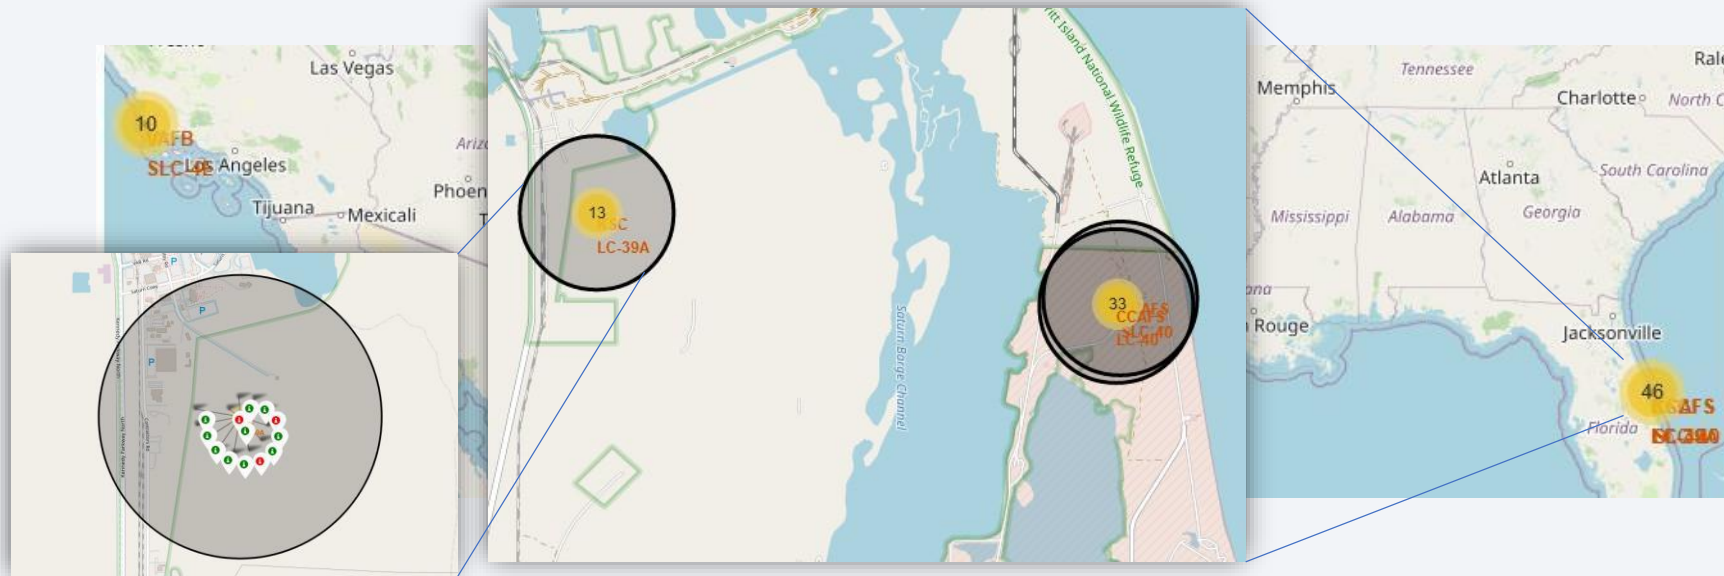 Las Vegas
10
VAFB
SLC-4E
Los Angeles
Tijuana
Mexicali
Phoen
13
KSC
LC-39A
Merritt Island National Wildlife Refuge
Saturn Barge Channel
33
CCAFS
SLC-40
LC-40
Memphis
Tennessee
Charlotte
North C
Atlanta
South Carolina
Mississippi
Alabama
Georgia
Rouge
Jacksonville
46
Florida
P
P
P